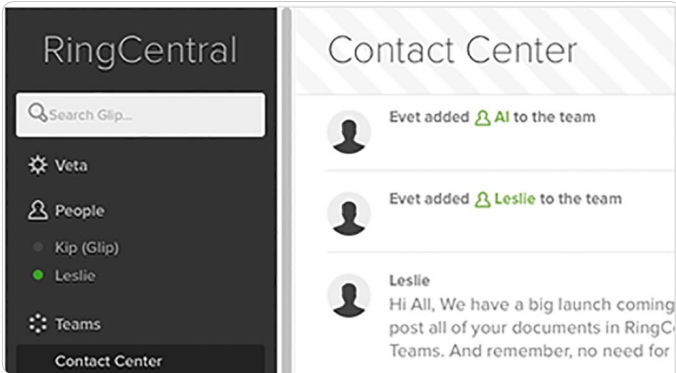 RingCentral
Search Glip...
Veta
People
Kip (Glip)
Leslie
Teams
Contact Center
Contact Center
Evet added Al to the team
Evet added Leslie to the team
Leslie
Hi All, We have a big launch coming
post all of your documents in RingC
Teams. And remember, no need for